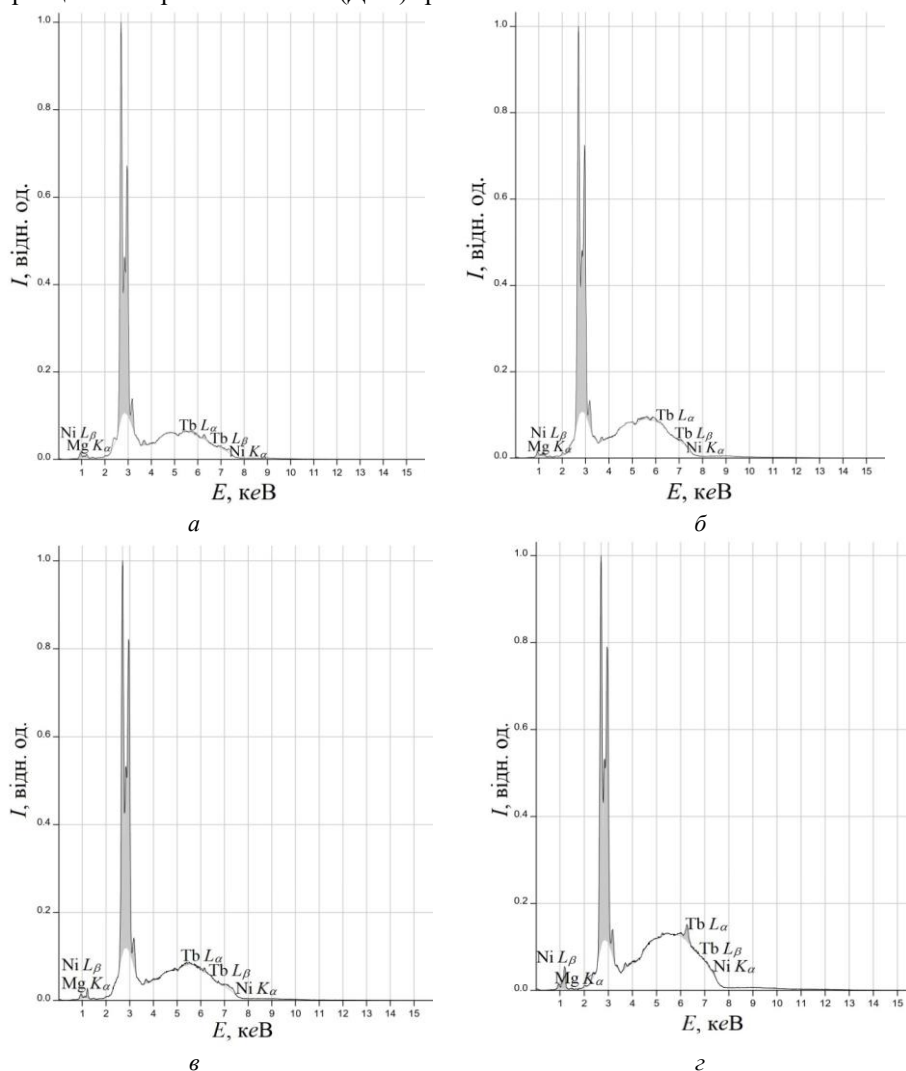 1.0
0.8
0.6
0.4
0.2
0.0
I, відн. од.
Ni Lβ
Mg Kα
Tb Lα
Tb Lβ
Ni Kα
1 2 3 4 5 6 7 8 9 10 11 12 13 14 15
E, кеВ
а
1.0
0.8
0.6
0.4
0.2
0.0
I, відн. од.
Ni Lβ
Mg Kα
Tb Lα
Tb Lβ
Ni Kα
1 2 3 4 5 6 7 8 9 10 11 12 13 14 15
E, кеВ
б
1.0
0.8
0.6
0.4
0.2
0.0
I, відн. од.
Ni Lβ
Mg Kα
Tb Lα
Tb Lβ
Ni Kα
1 2 3 4 5 6 7 8 9 10 11 12 13 14 15
E, кеВ
в
1.0
0.8
0.6
0.4
0.2
0.0
I, відн. од.
Ni Lβ
Mg Kα
Tb Lα
Tb Lβ
Ni Kα
1 2 3 4 5 6 7 8 9 10 11 12 13 14 15
E, кеВ
г